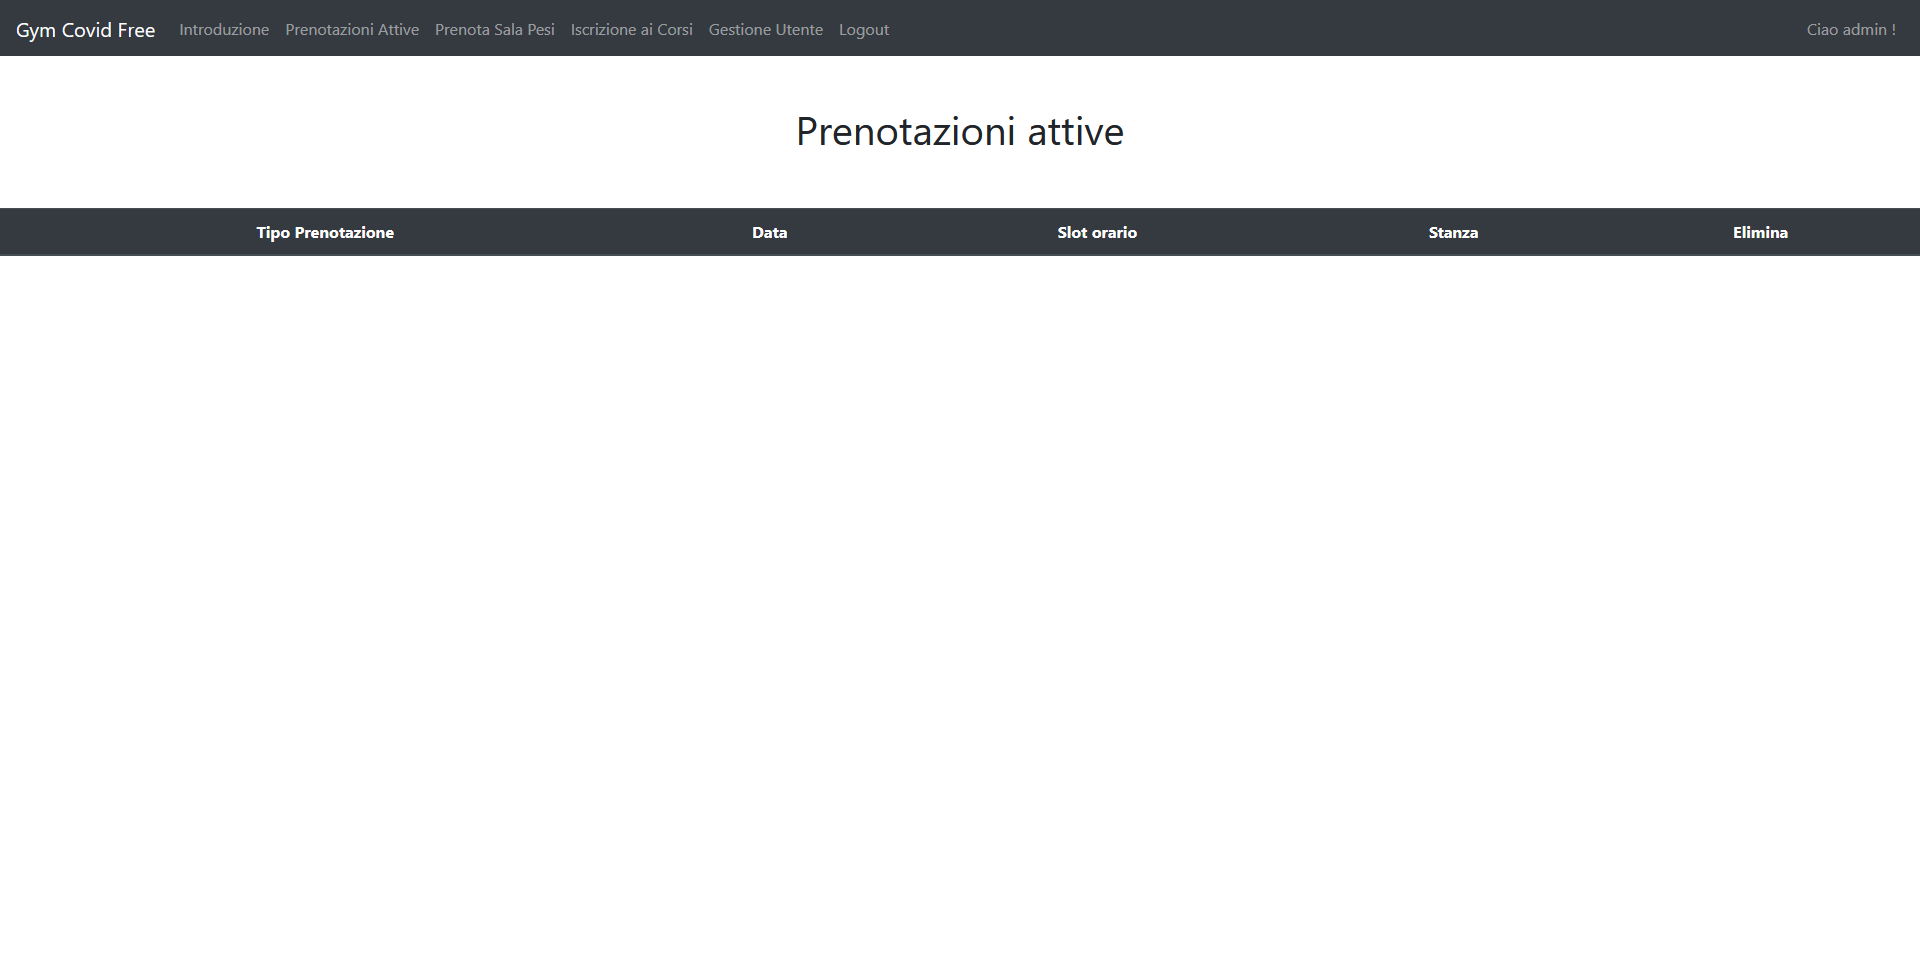 Gym Covid Free Introduzione Prenotazioni Attive Prenota Sala Pesi Iscrizione ai Corsi Gestione Utente Logout Ciao admin !
Prenotazioni attive
Tipo Prenotazione Data Slot orario Stanza Elimina